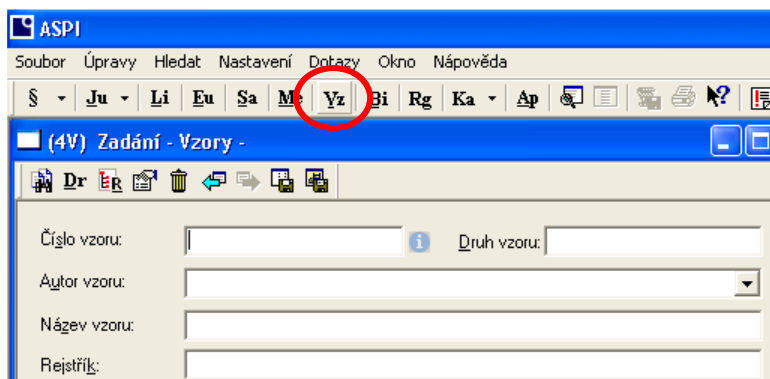 ASPI
Soubor Úpravy Hledat Nastavení Dotazy Okno Nápověda
§ Ju Li Eu Sa Me Vz Bi Rg Ka Ap
(4V) Zadání - Vzory -
Dr R
Číslo vzoru: Druh vzoru:
Autor vzoru:
Název vzoru:
Rejstřík: